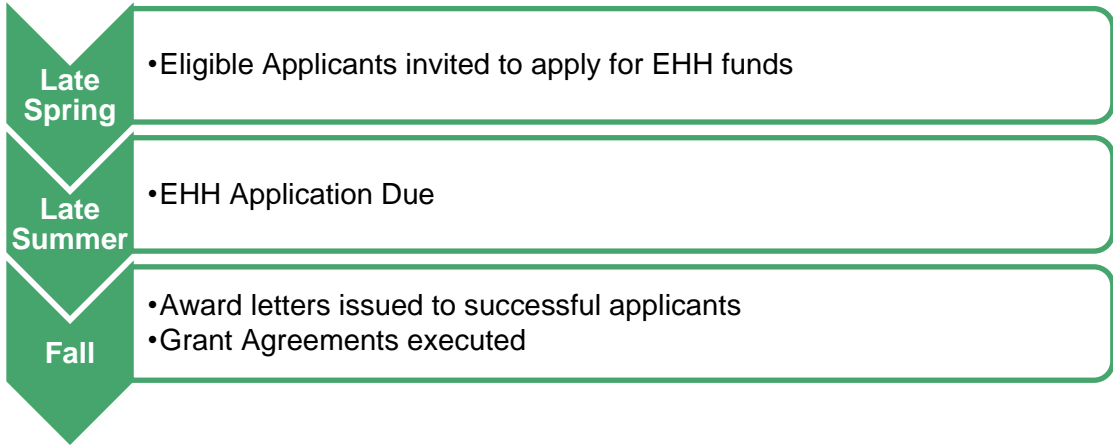 Late
Spring
•Eligible Applicants invited to apply for EHH funds
Late
Summer
•EHH Application Due
Fall
•Award letters issued to successful applicants
•Grant Agreements executed